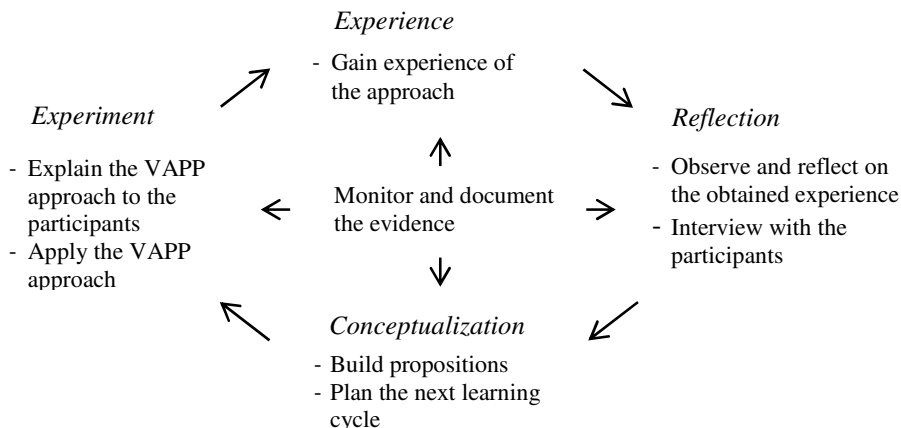 Experience
- Gain experience of
the approach
Experiment
- Explain the VAPP
approach to the
participants
- Apply the VAPP
approach
Monitor and document
the evidence
Reflection
- Observe and reflect on
the obtained experience
- Interview with the
participants
Conceptualization
- Build propositions
- Plan the next learning
cycle